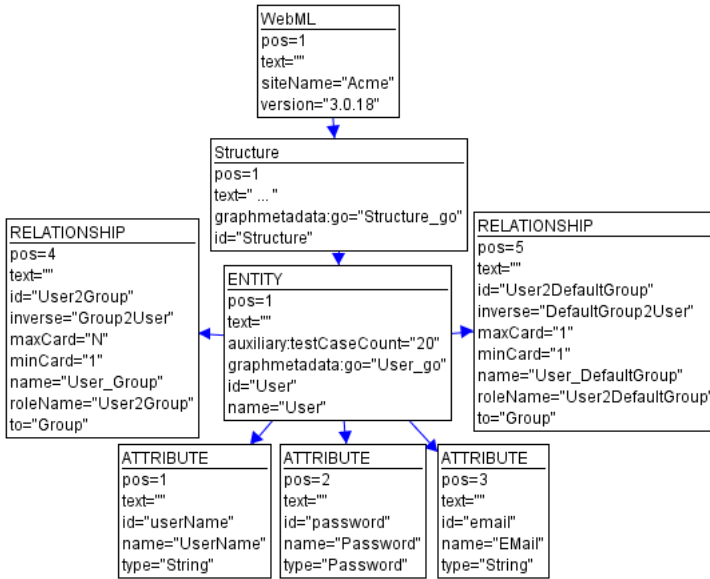 WebML
pos=1
text=""
siteName="Acme"
version="3.0.18"
Structure
pos=1
text=" ... "
graphmetadata:go="Structure_go"
id="Structure"
RELATIONSHIP
pos=4
text=""
id="User2Group"
inverse="Group2User"
maxCard="N"
minCard="1"
name="User_Group"
roleName="User2Group"
to="Group"
ENTITY
pos=1
text=""
auxiliary:testCaseCount="20"
graphmetadata:go="User_go"
id="User"
name="User"
RELATIONSHIP
pos=5
text=""
id="User2DefaultGroup"
inverse="DefaultGroup2User"
maxCard="1"
minCard="1"
name="User_DefaultGroup"
roleName="User2DefaultGroup"
to="Group"
ATTRIBUTE
pos=1
text=""
id="userName"
name="UserName"
type="String"
ATTRIBUTE
pos=2
text=""
id="password"
name="Password"
type="Password"
ATTRIBUTE
pos=3
text=""
id="email"
name="EMail"
type="String"